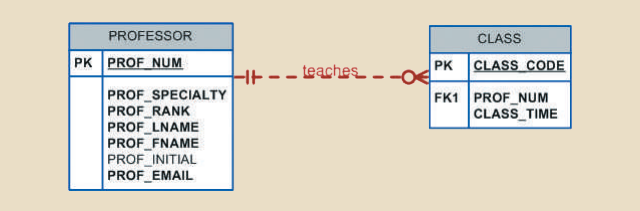 PROFESSOR
PK PROF_NUM
PROF_SPECIALTY
PROF_RANK
PROF_LNAME
PROF_FNAME
PROF_INITIAL
PROF_EMAIL
teaches
CLASS
PK CLASS_CODE
FK1 PROF_NUM
CLASS_TIME